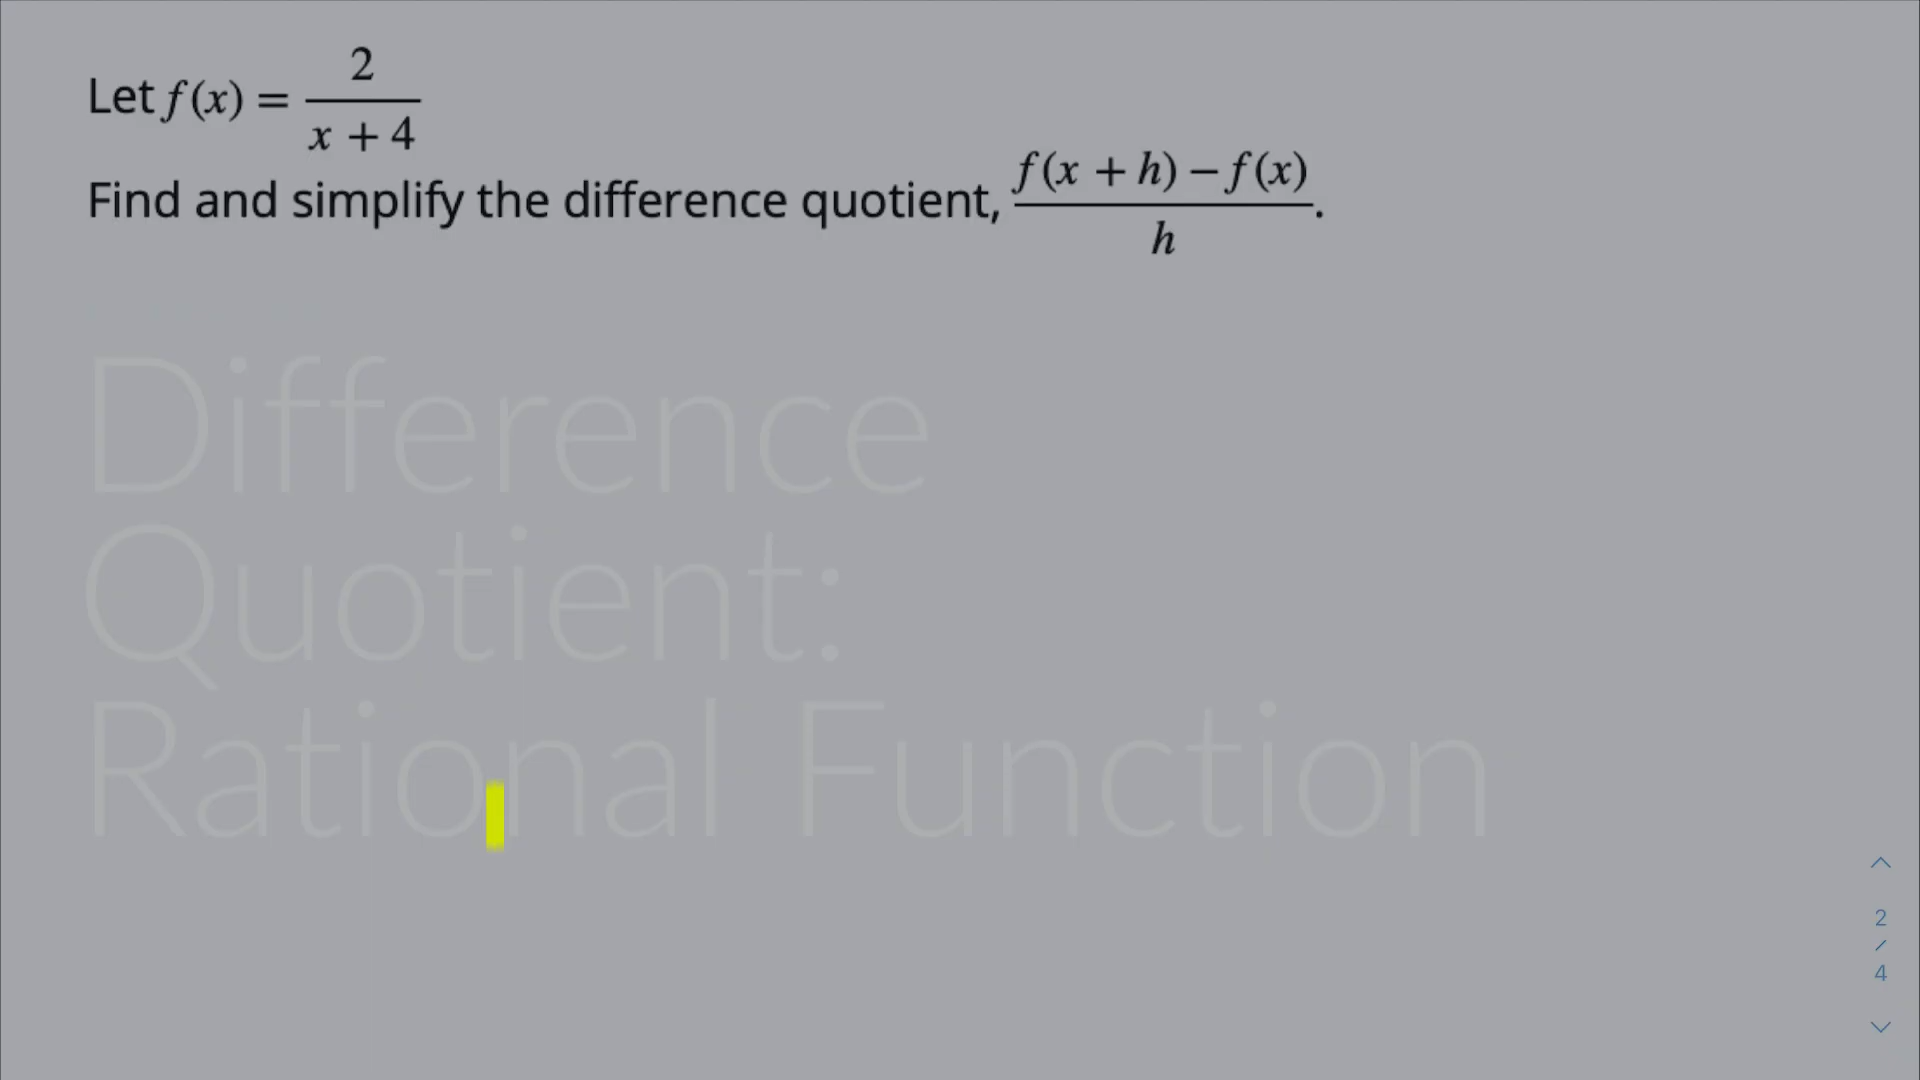 Let f(x) = 2 / (x + 4)
Find and simplify the difference quotient, (f(x + h) − f(x)) / h.
Difference
Quotient:
Rational Function
2
/
4